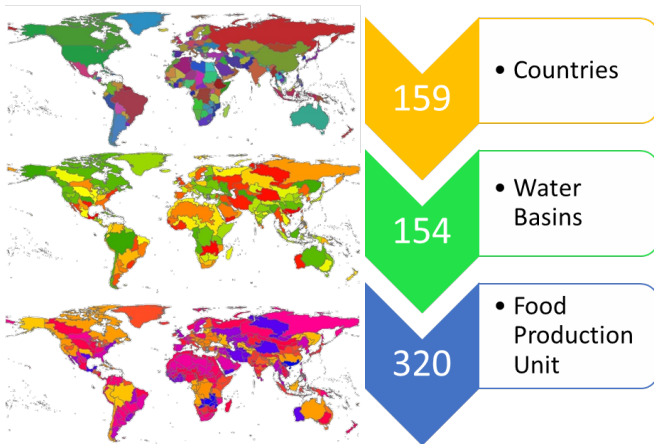 159
• Countries
154
• Water
Basins
320
• Food
Production
Unit